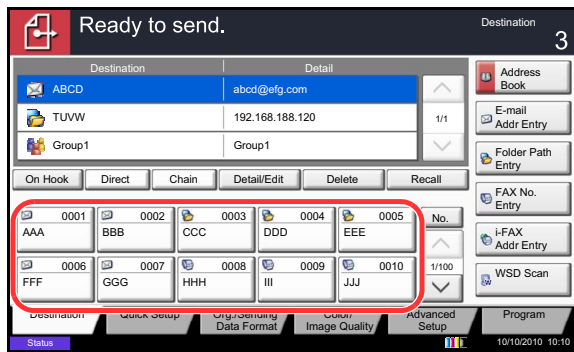 Ready to send.
Destination
3
Destination Detail
ABCD abcd@efg.com
TUVW 192.168.188.120
Group1 Group1
1/1
On Hook Direct Chain Detail/Edit Delete Recall
0001 0002 0003 0004 0005
AAA BBB CCC DDD EEE
0006 0007 0008 0009 0010
FFF GGG HHH III JJJ
No.
1/100
Address
Book
E-mail
Addr Entry
Folder Path
Entry
FAX No.
Entry
i-FAX
Addr Entry
WSD Scan
Destination Quick Setup Org./Sending
Data Format Color/
Image Quality Advanced
Setup Program
Status 10/10/2010 10:10